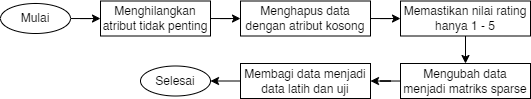 Mulai
Menghilangkan
atribut tidak penting
Menghapus data
dengan atribut kosong
Memastikan nilai rating
hanya 1 - 5
Mengubah data
menjadi matriks sparse
Membagi data menjadi
data latih dan uji
Selesai